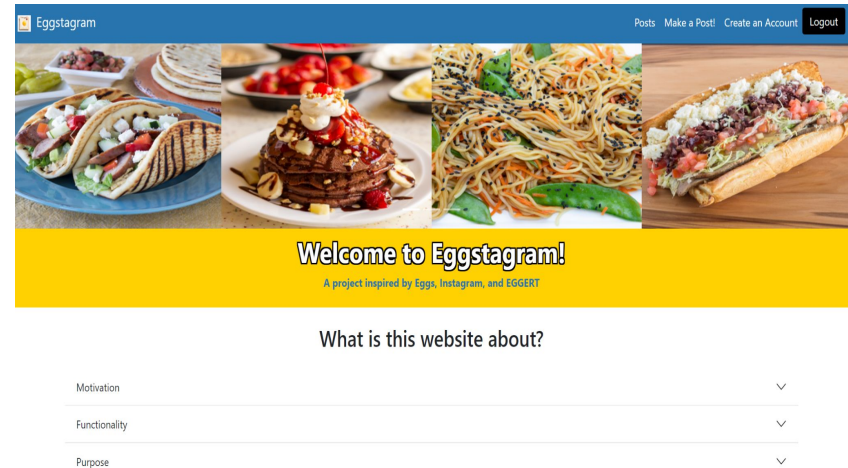 Eggstagram
Posts Make a Post! Create an Account Logout
Welcome to Eggstagram!
A project inspired by Eggs, Instagram, and EGGERT
What is this website about?
Motivation
Functionality
Purpose